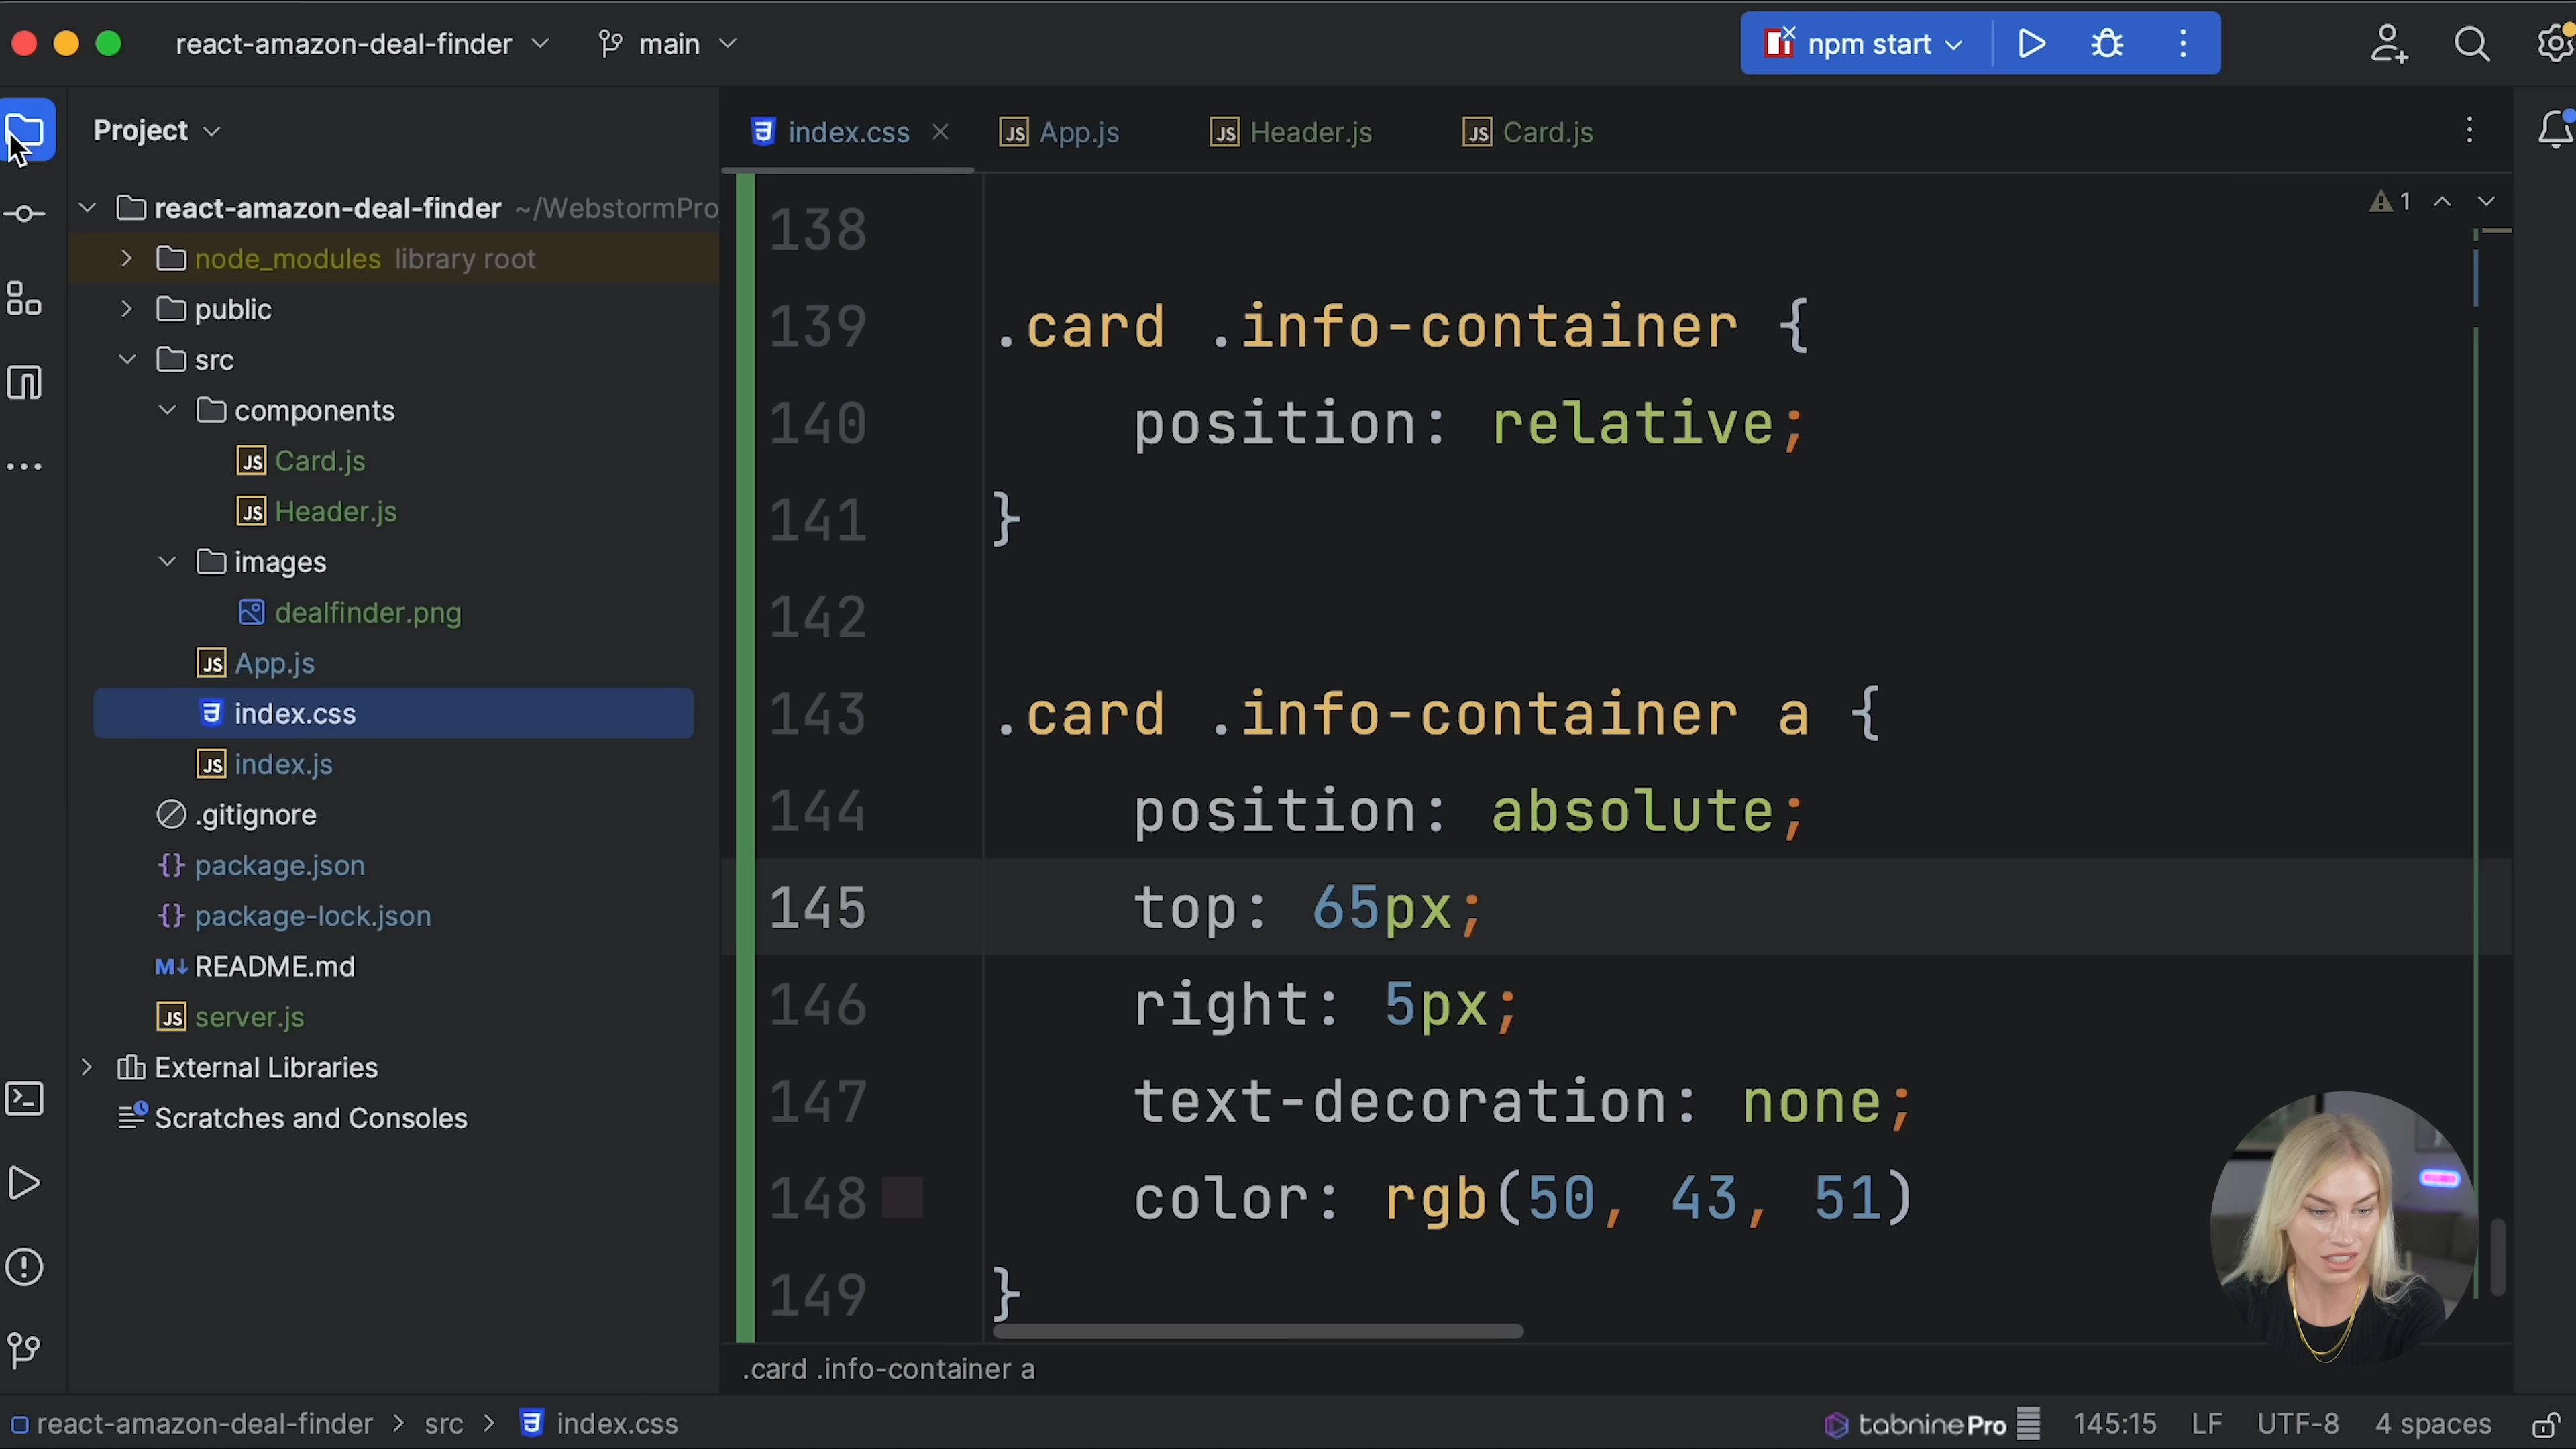 react-amazon-deal-finder main npm start
Project
index.css App.js Header.js Card.js
react-amazon-deal-finder ~/WebstormPro
node_modules library root
public
src
components
Card.js
Header.js
images
dealfinder.png
App.js
index.css
index.js
.gitignore
package.json
package-lock.json
README.md
server.js
External Libraries
Scratches and Consoles
1
138
139 .card .info-container {
140 position: relative;
141 }
142
143 .card .info-container a {
144 position: absolute;
145 top: 65px;
146 right: 5px;
147 text-decoration: none;
148 color: rgb(50, 43, 51)
149 }
.card .info-container a
react-amazon-deal-finder > src > index.css tabnine Pro 145:15 LF UTF-8 4 spaces